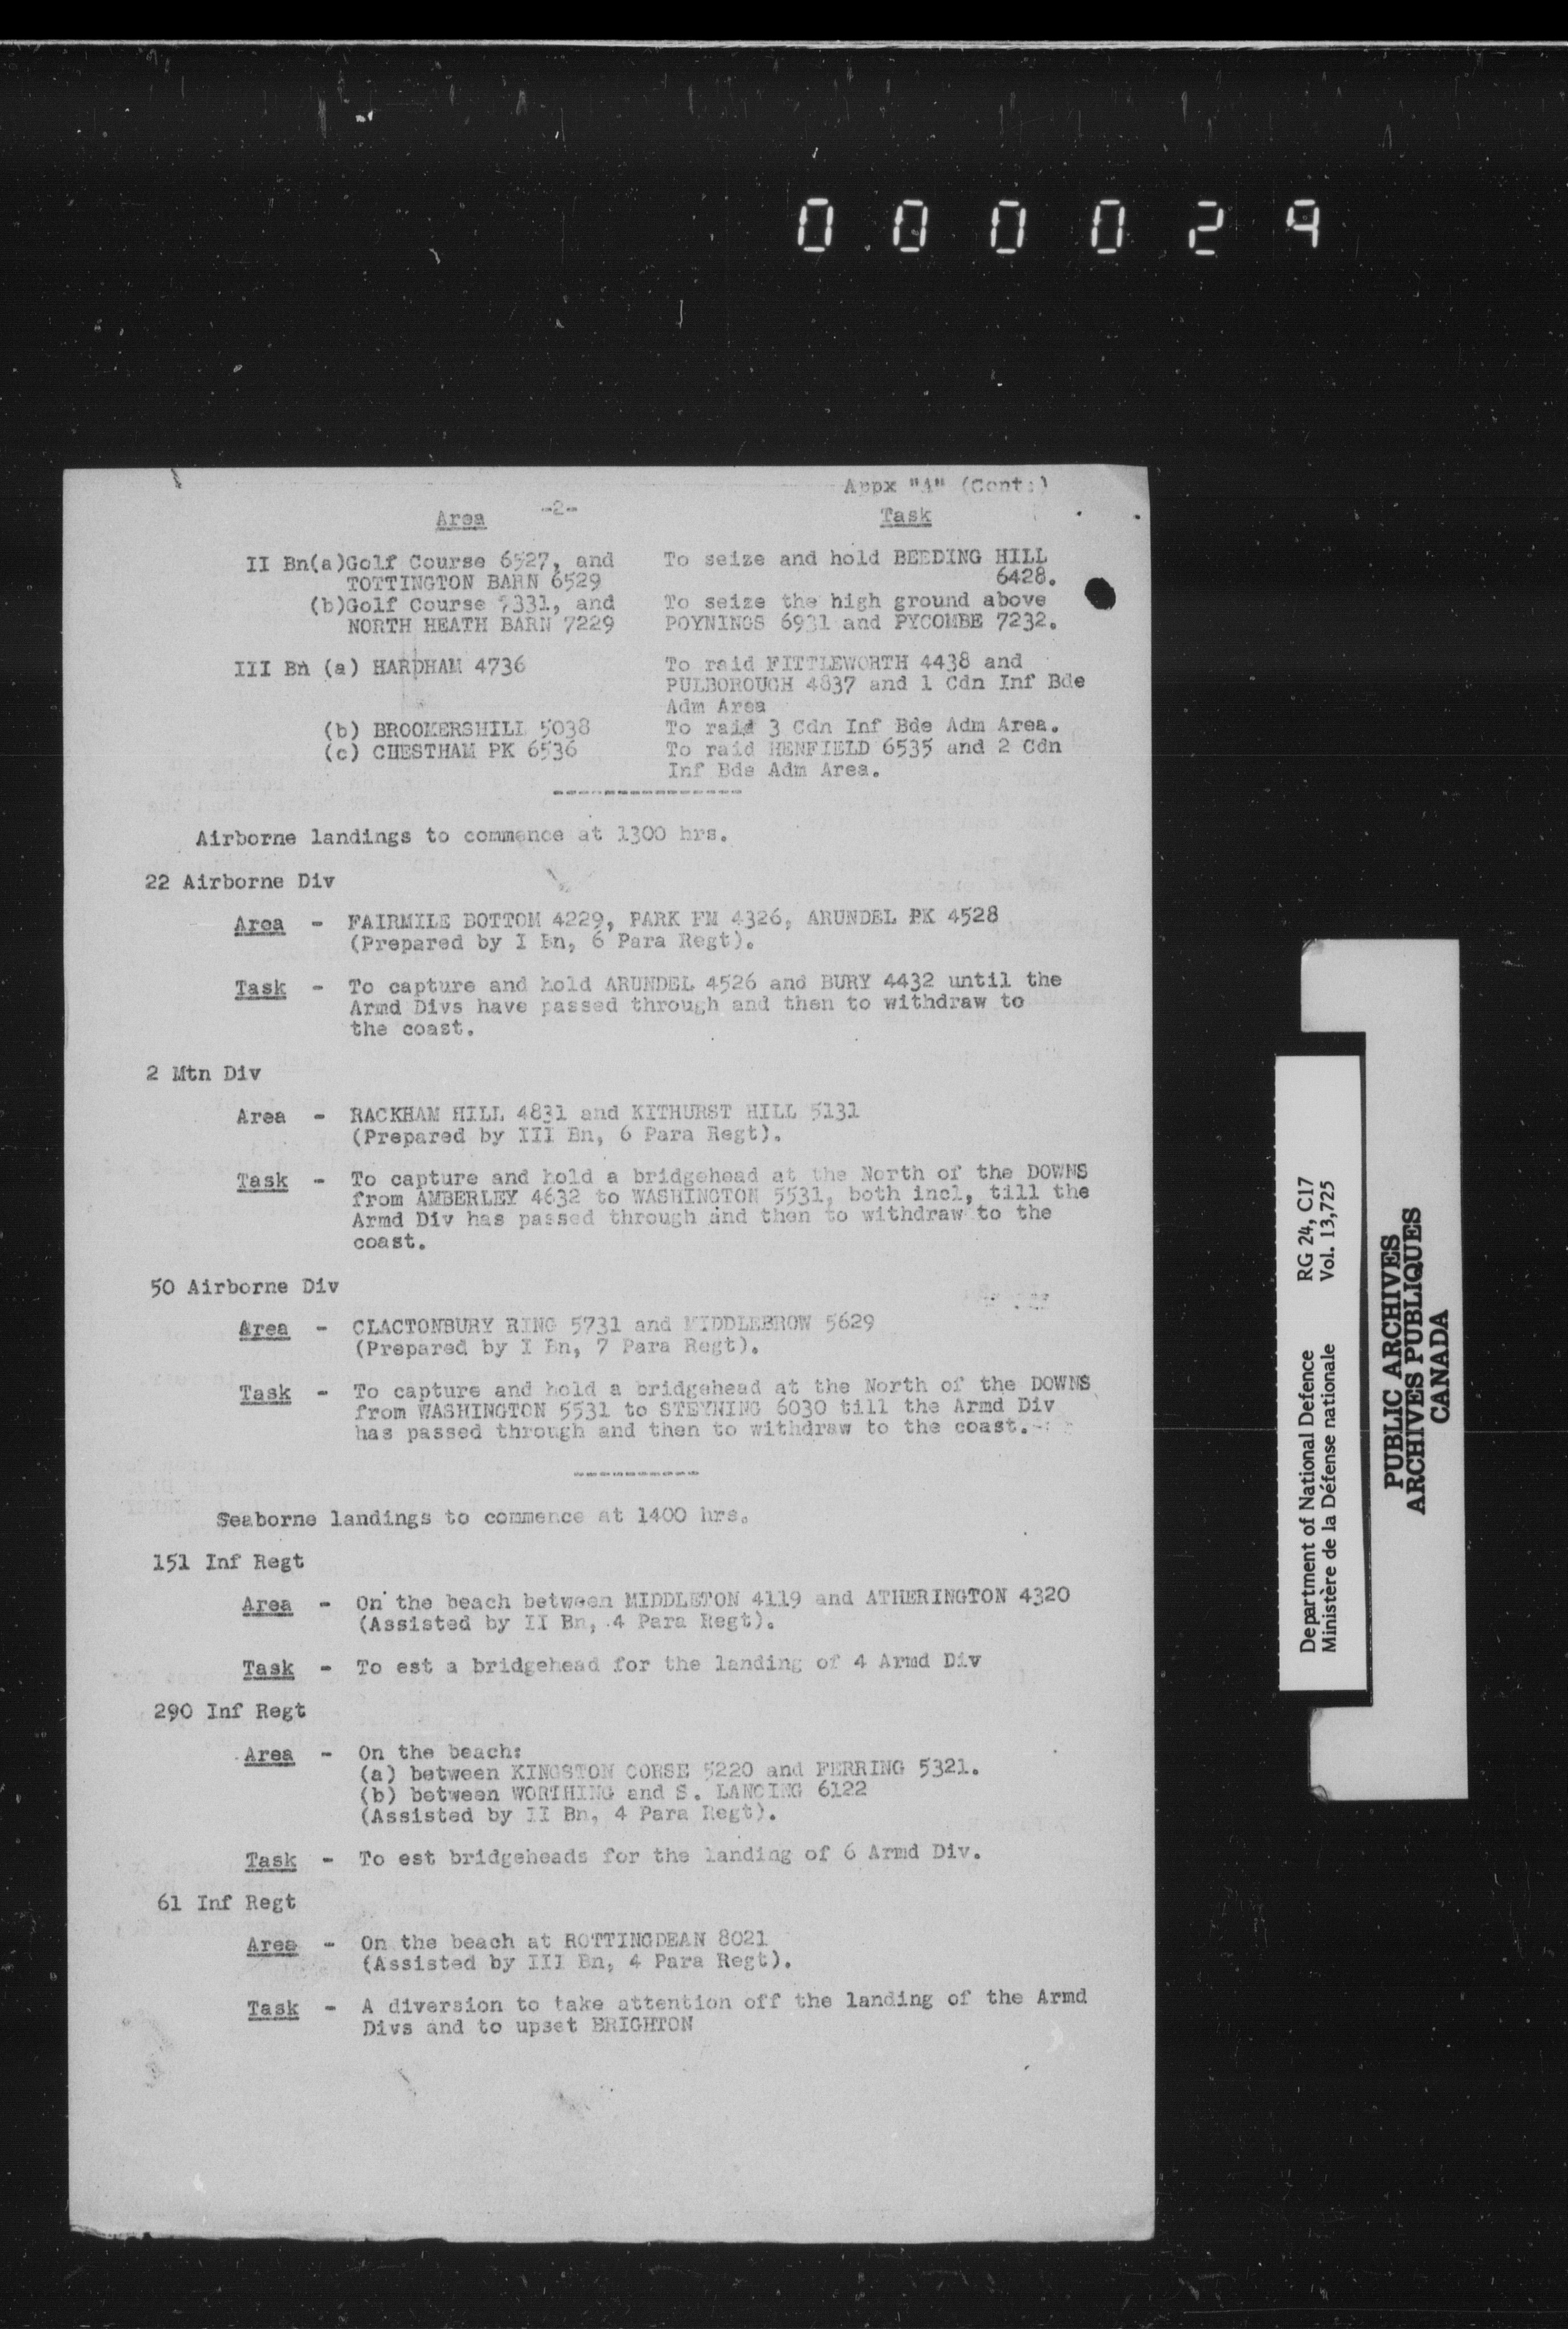 000029
Appx "A" (Cont:)
-2-
Area Task
II Bn(a)Golf Course 6527, and To seize and hold BEEDING HILL
TOTTINGTON BARN 6529 6428.
(b)Golf Course 7331, and To seize the high ground above
NORTH HEATH BARN 7229 POYNINGS 6931 and PYCOMBE 7232.
III Bn (a) HARDHAM 4736 To raid FITTLEWORTH 4438 and
PULBOROUGH 4837 and 1 Cdn Inf Bde
Adm Area
(b) BROOMERSHILL 5038 To raid 3 Cdn Inf Bde Adm Area.
(c) CHESTHAM PK 6536 To raid HENFIELD 6535 and 2 Cdn
Inf Bde Adm Area.
Airborne landings to commence at 1300 hrs.
22 Airborne Div
Area - FAIRMILE BOTTOM 4229, PARK FM 4326, ARUNDEL PK 4528
(Prepared by I Bn, 6 Para Regt).
Task - To capture and hold ARUNDEL 4526 and BURY 4432 until the
Armd Divs have passed through and then to withdraw to
the coast.
2 Mtn Div
Area - RACKHAM HILL 4831 and KITHURST HILL 5131
(Prepared by III Bn, 6 Para Regt).
Task - To capture and hold a bridgehead at the North of the DOWNS
from AMBERLEY 4632 to WASHINGTON 5531, both incl, till the
Armd Div has passed through and then to withdraw to the
coast.
50 Airborne Div
Area - CLACTONBURY RING 5731 and MIDDLEBROW 5629
(Prepared by I Bn, 7 Para Regt).
Task - To capture and hold a bridgehead at the North of the DOWNS
from WASHINGTON 5531 to STEYNING 6030 till the Armd Div
has passed through and then to withdraw to the coast.
Seaborne landings to commence at 1400 hrs.
151 Inf Regt
Area - On the beach between MIDDLETON 4119 and ATHERINGTON 4320
(Assisted by II Bn, 4 Para Regt).
Task - To est a bridgehead for the landing of 4 Armd Div
290 Inf Regt
Area - On the beach:
(a) between KINGSTON GORSE 5220 and FERRING 5321.
(b) between WORTHING and S. LANCING 6122
(Assisted by II Bn, 4 Para Regt).
Task - To est bridgeheads for the landing of 6 Armd Div.
61 Inf Regt
Area - On the beach at ROTTINGDEAN 8021
(Assisted by III Bn, 4 Para Regt).
Task - A diversion to take attention off the landing of the Armd
Divs and to upset BRIGHTON
Department of National Defence RG 24, C17
Ministère de la Défense nationale Vol. 13,725
PUBLIC ARCHIVES
ARCHIVES PUBLIQUES
CANADA